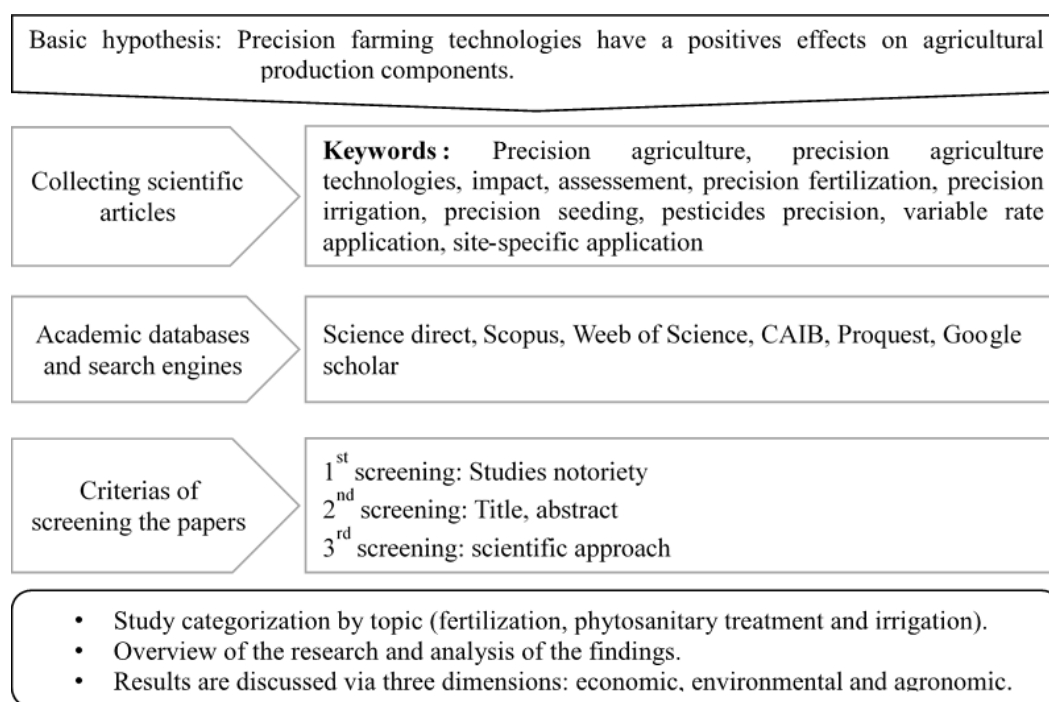 Basic hypothesis: Precision farming technologies have a positives effects on agricultural
production components.
Collecting scientific
articles
Keywords : Precision agriculture, precision agriculture
technologies, impact, assessement, precision fertilization, precision
irrigation, precision seeding, pesticides precision, variable rate
application, site-specific application
Academic databases
and search engines
Science direct, Scopus, Weeb of Science, CAIB, Proquest, Google
scholar
Criterias of
screening the papers
1st screening: Studies notoriety
2nd screening: Title, abstract
3rd screening: scientific approach
• Study categorization by topic (fertilization, phytosanitary treatment and irrigation).
• Overview of the research and analysis of the findings.
• Results are discussed via three dimensions: economic, environmental and agronomic.